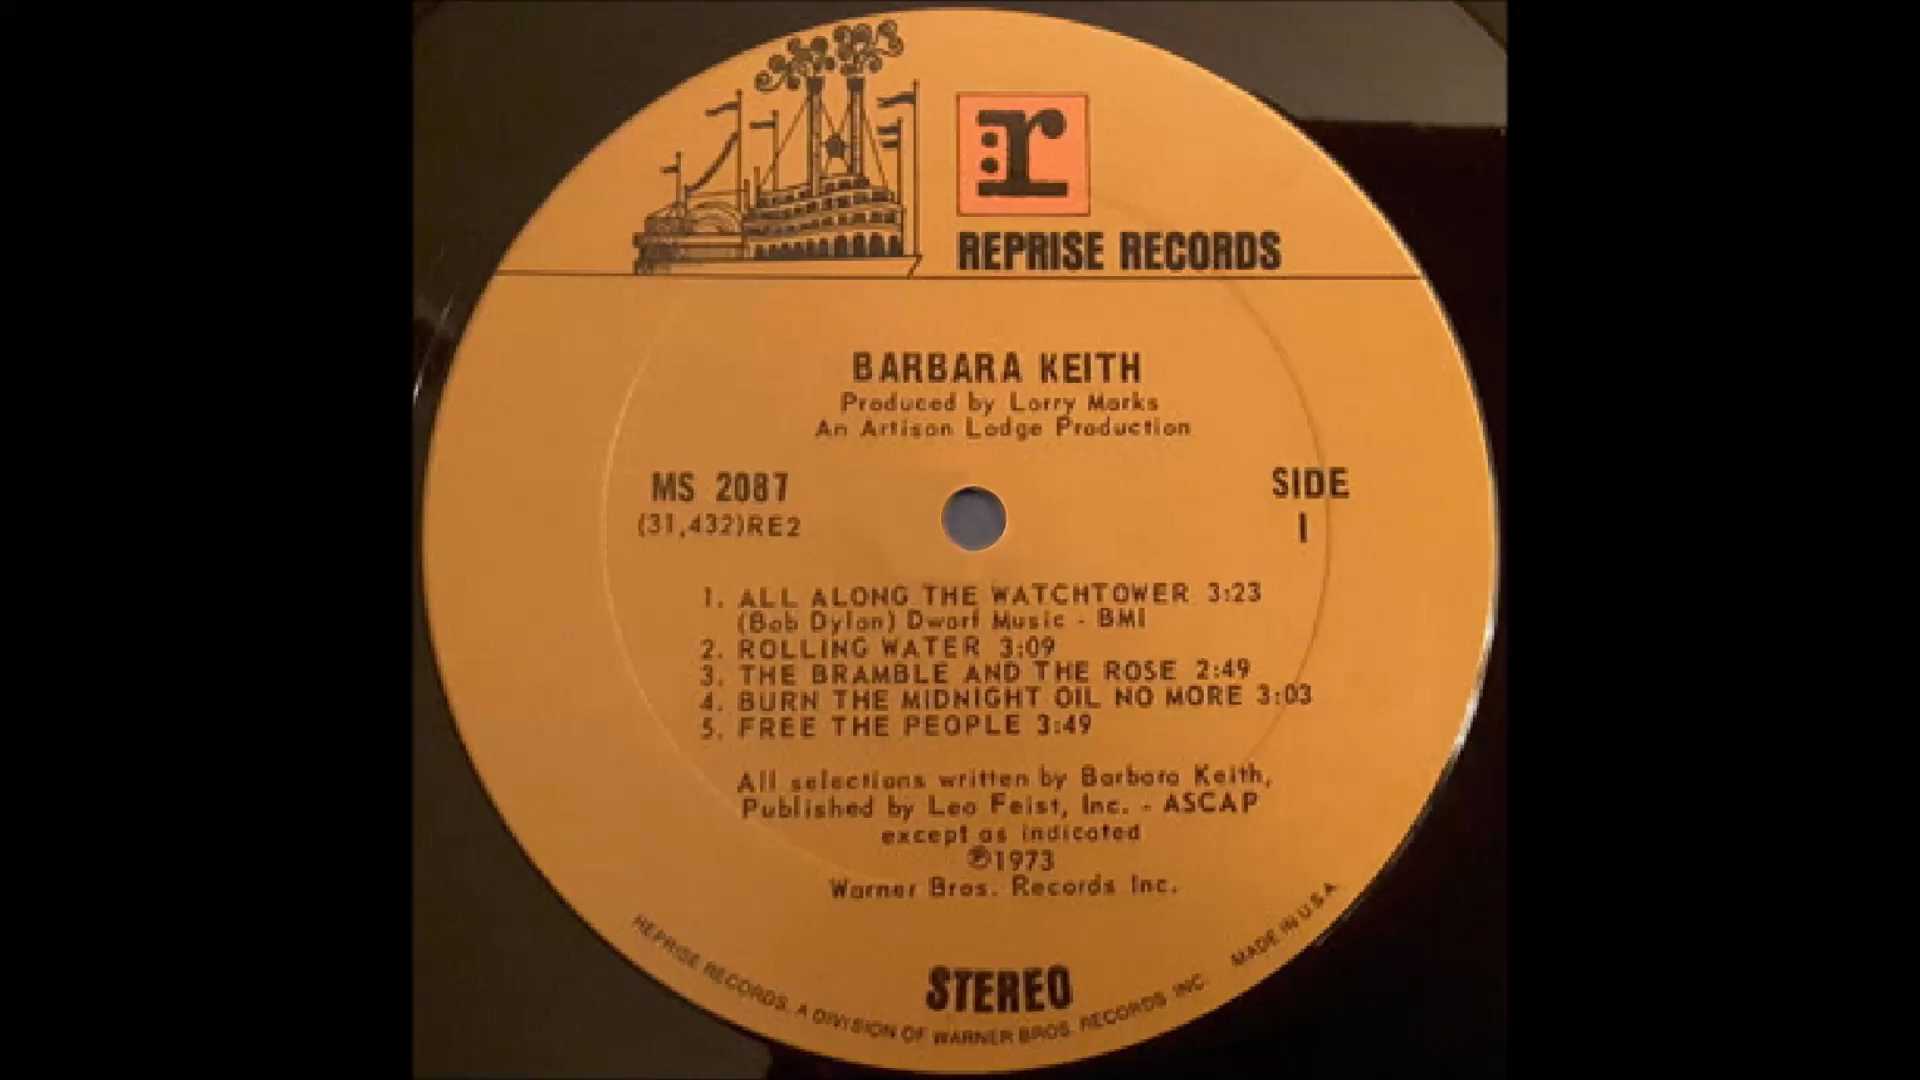 r
REPRISE RECORDS
BARBARA KEITH
Produced by Larry Marks
An Artisan Lodge Production
MS 2087
(31,432)RE2
SIDE
1
1. ALL ALONG THE WATCHTOWER 3:23
(Bob Dylan) Dwarf Music - BMI
2. ROLLING WATER 3:09
3. THE BRAMBLE AND THE ROSE 2:49
4. BURN THE MIDNIGHT OIL NO MORE 3:03
5. FREE THE PEOPLE 3:49
All selections written by Barbara Keith,
Published by Leo Feist, Inc. - ASCAP
except as indicated
℗1973
Warner Bros. Records Inc.
STEREO
REPRISE RECORDS, A DIVISION OF WARNER BROS. RECORDS INC. MADE IN U.S.A.